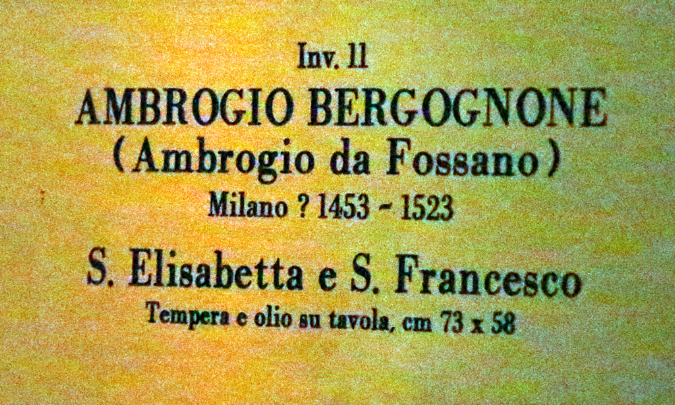 Inv. 11
AMBROGIO BERGOGNONE
(Ambrogio da Fossano)
Milano ? 1453 - 1523
S. Elisabetta e S. Francesco
Tempera e olio su tavola, cm 73 x 58